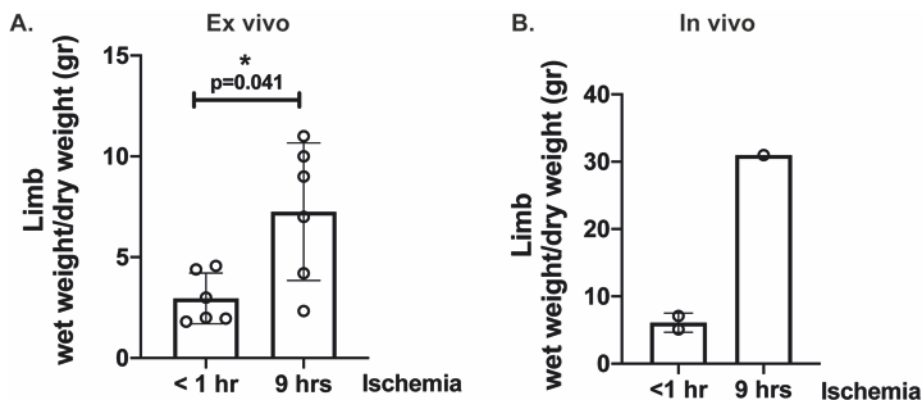 A.
Ex vivo
Limb
wet weight/dry weight (gr)
15
10
5
0
*
p=0.041
< 1 hr
9 hrs
Ischemia
B.
In vivo
Limb
wet weight/dry weight (gr)
40
30
20
10
0
<1 hr
9 hrs
Ischemia